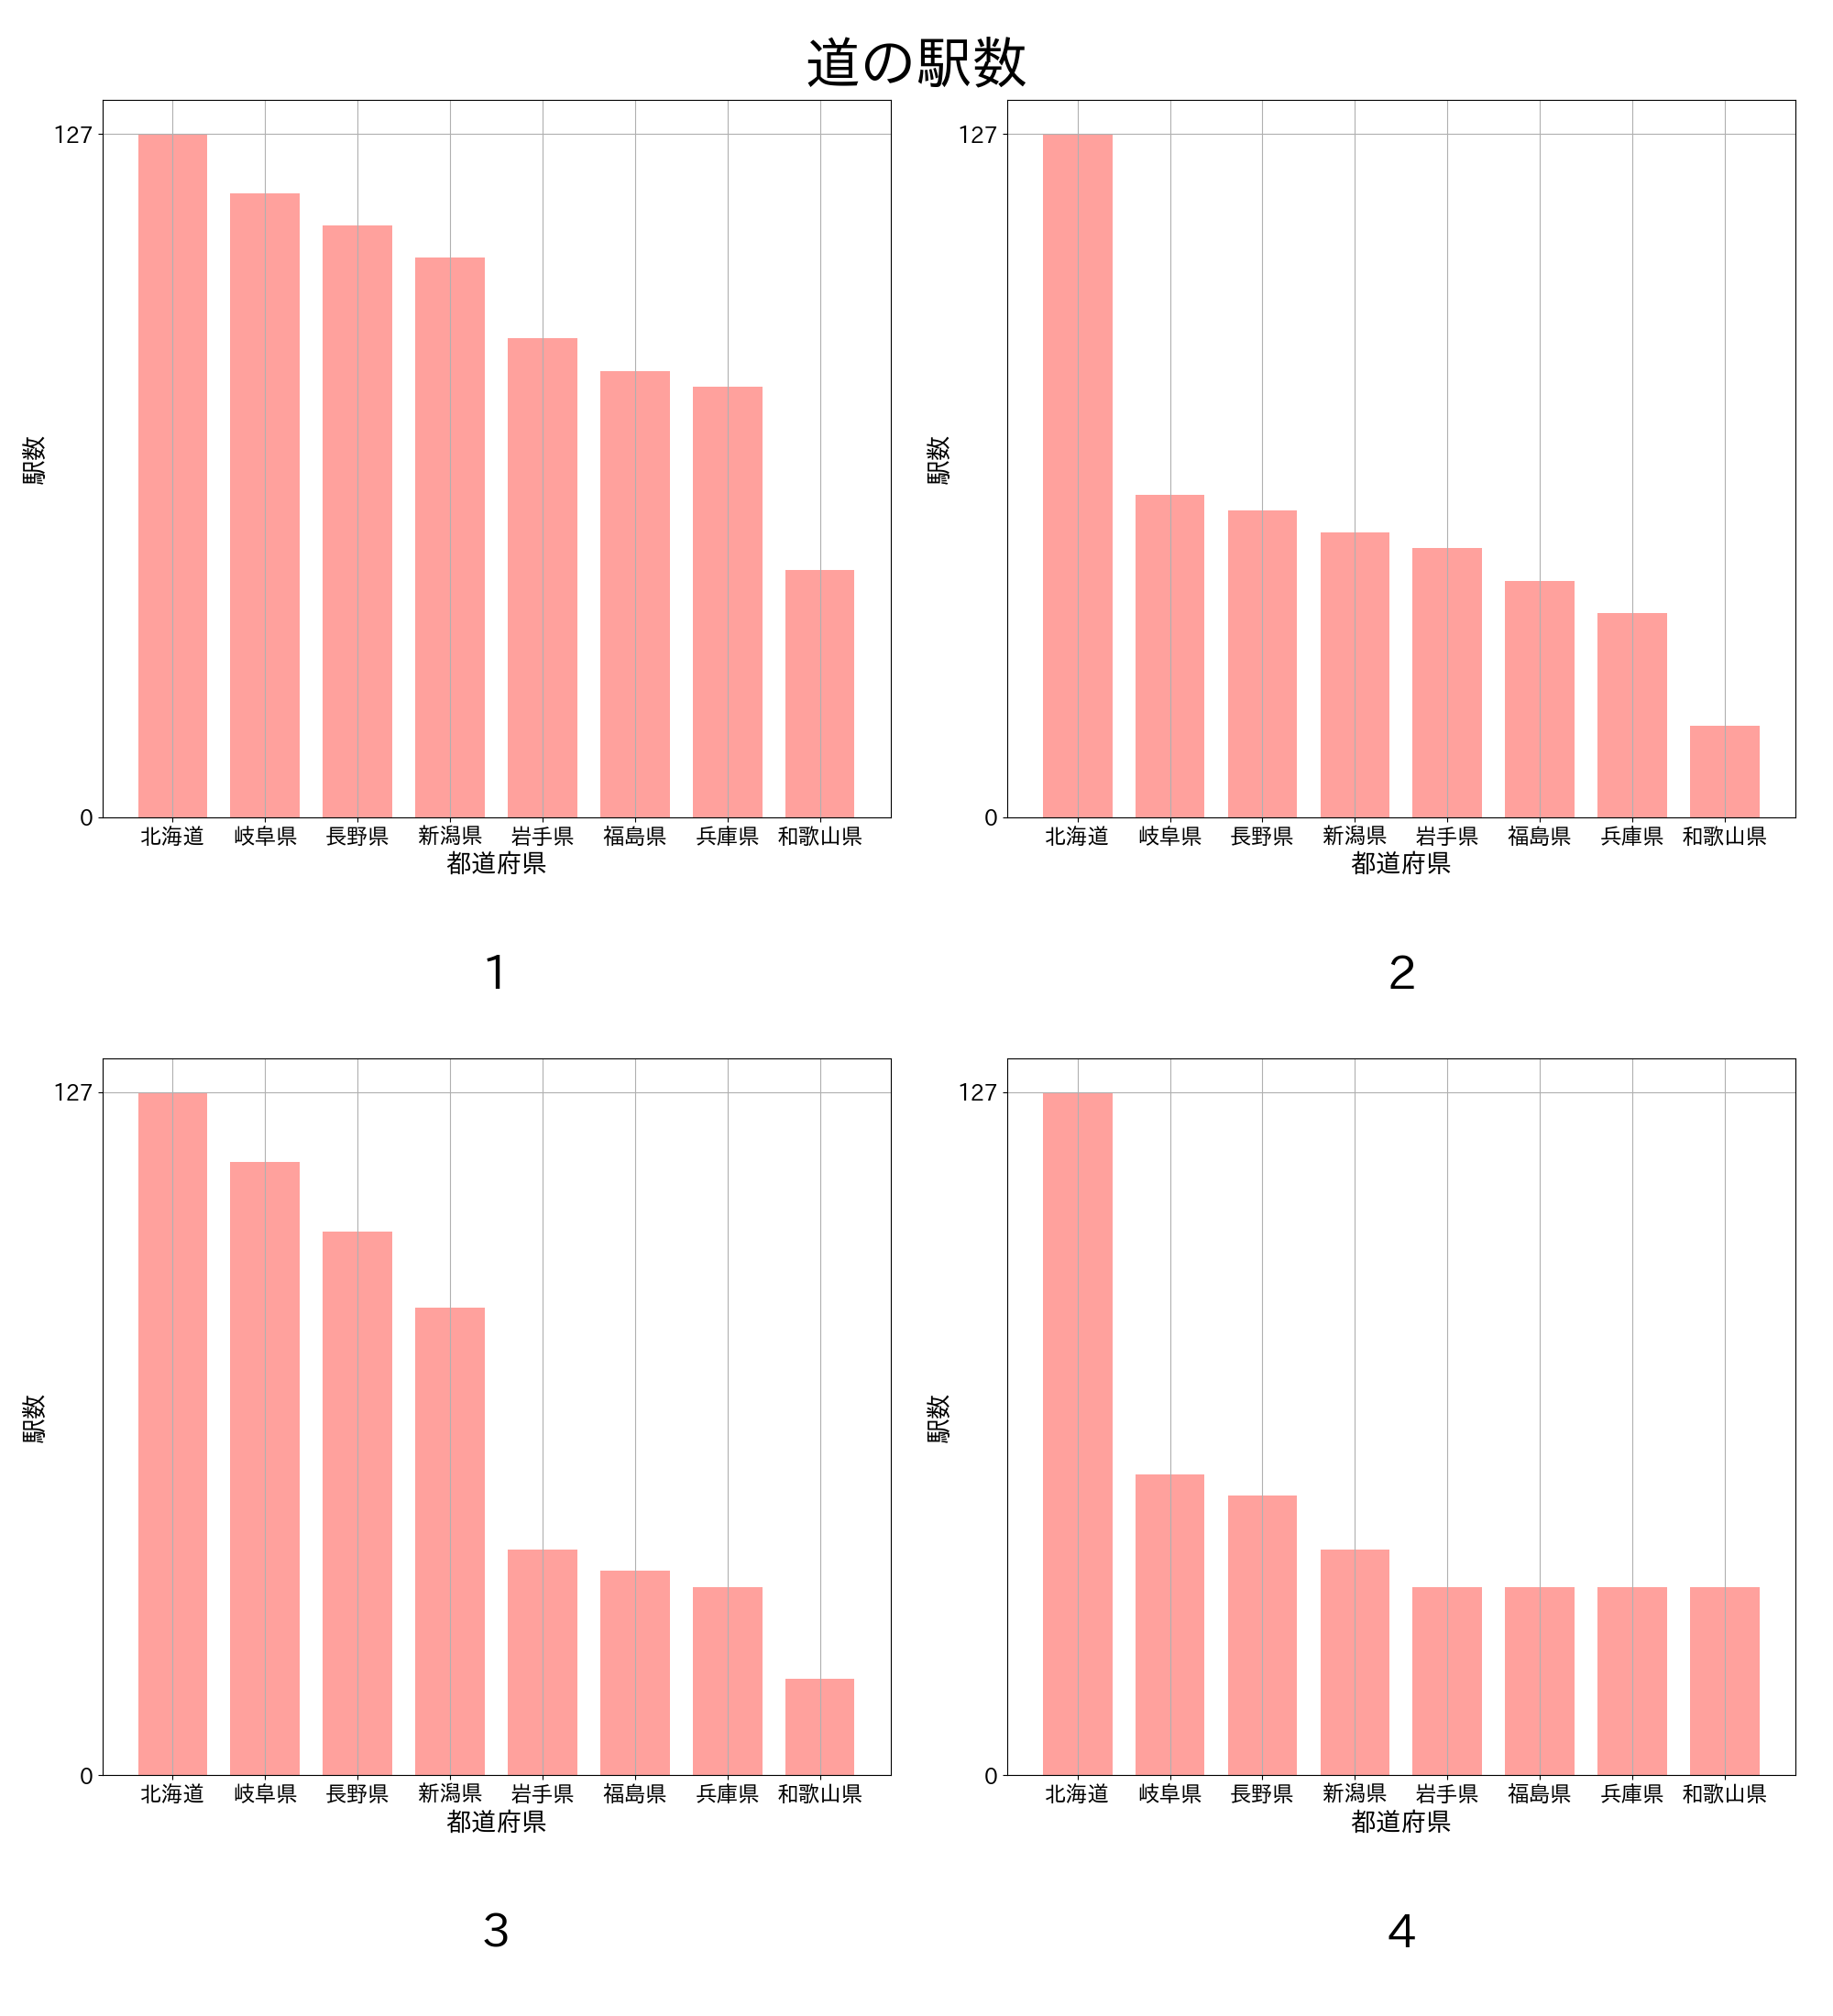 道の駅数
127
0
駅数
北海道 岐阜県 長野県 新潟県 岩手県 福島県 兵庫県 和歌山県
都道府県
1
127
0
駅数
北海道 岐阜県 長野県 新潟県 岩手県 福島県 兵庫県 和歌山県
都道府県
2
127
0
駅数
北海道 岐阜県 長野県 新潟県 岩手県 福島県 兵庫県 和歌山県
都道府県
3
127
0
駅数
北海道 岐阜県 長野県 新潟県 岩手県 福島県 兵庫県 和歌山県
都道府県
4